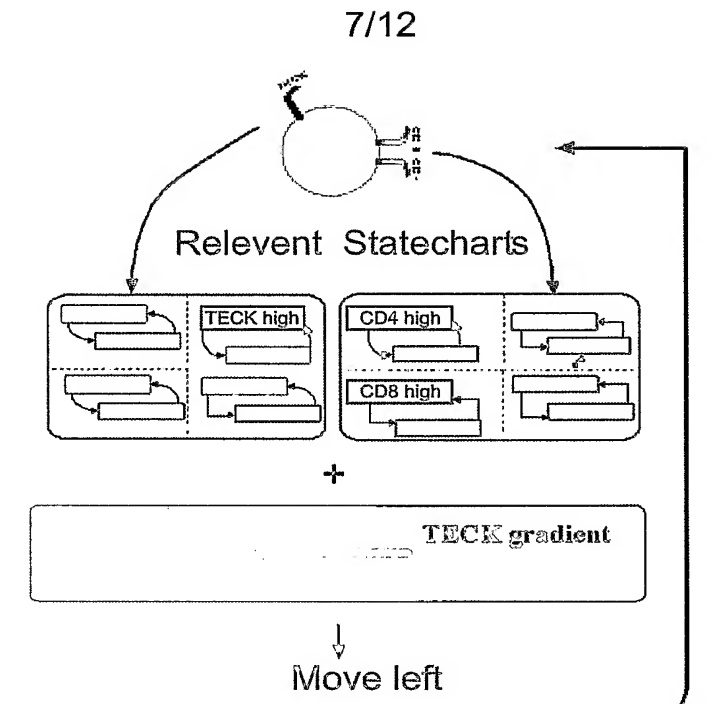 7/12
Relevent Statecharts
TECK high
CD4 high
CD8 high
+
TECK gradient
Move left